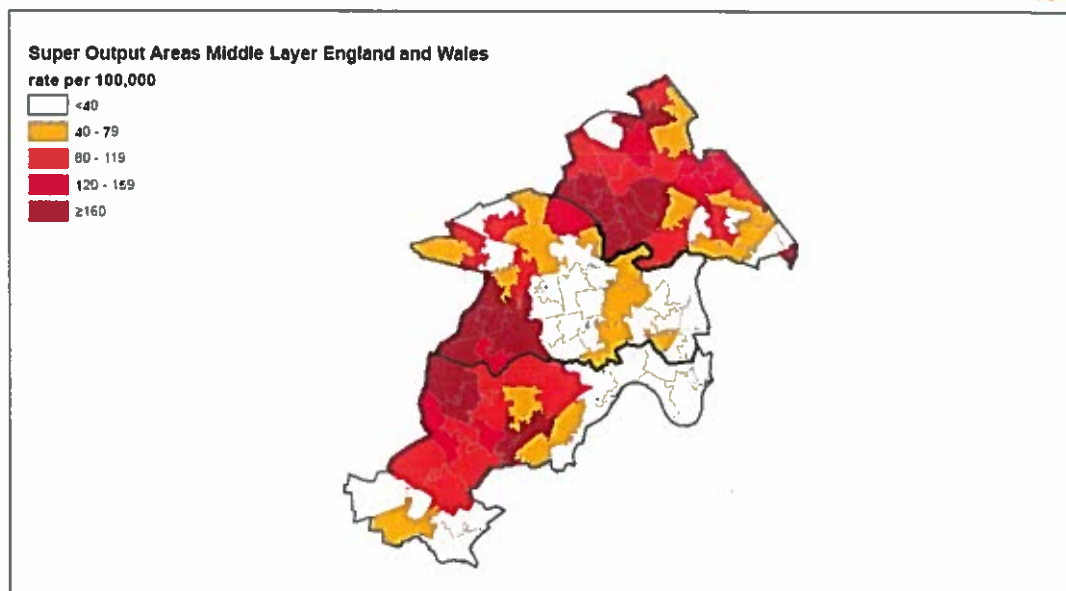 Super Output Areas Middle Layer England and Wales
rate per 100,000
<40
40 - 79
80 - 119
120 - 159
≥160